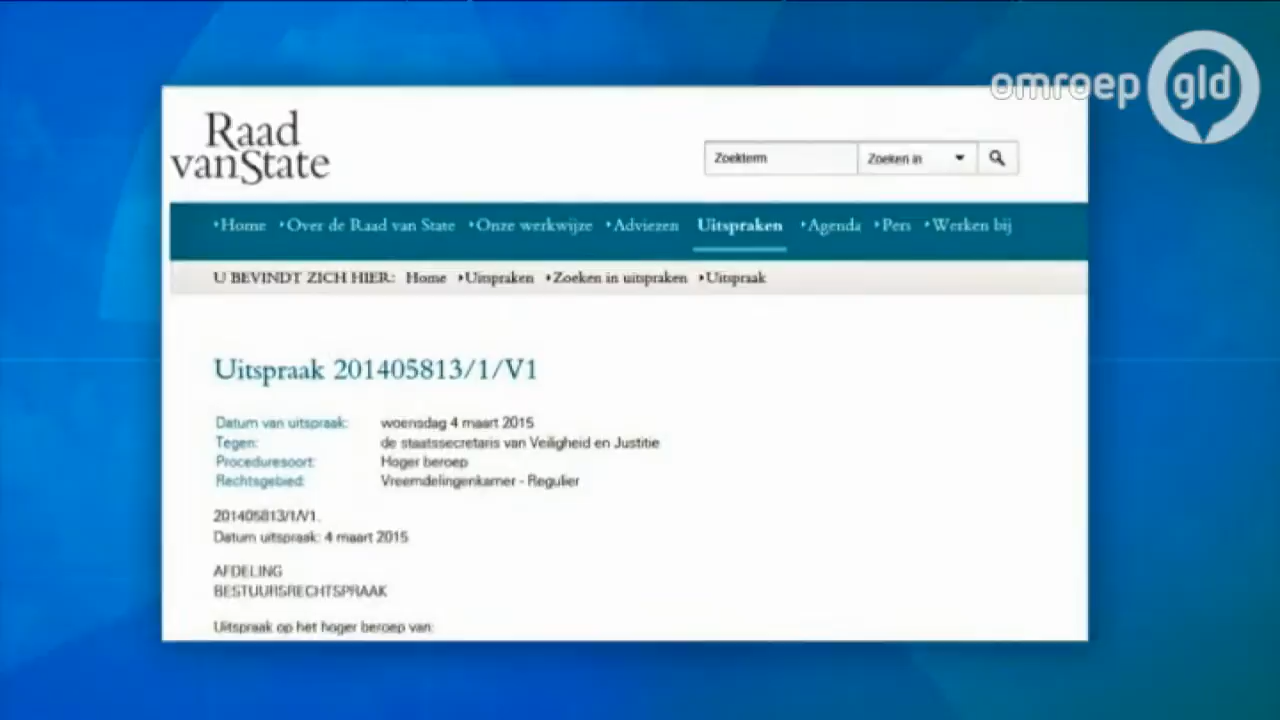 omroep gld
Raad
vanState
Zoekterm Zoeken in
Home Over de Raad van State Onze werkwijze Adviezen Uitspraken Agenda Pers Werken bij
U BEVINDT ZICH HIER: Home Uitspraken Zoeken in uitspraken Uitspraak
Uitspraak 201405813/1/V1
Datum van uitspraak: woensdag 4 maart 2015
Tegen: de staatssecretaris van Veiligheid en Justitie
Proceduresoort: Hoger beroep
Rechtsgebied: Vreemdelingenkamer - Regulier
201405813/1/V1.
Datum uitspraak: 4 maart 2015
AFDELING
BESTUURSRECHTSPRAAK
Uitspraak op het hoger beroep van: